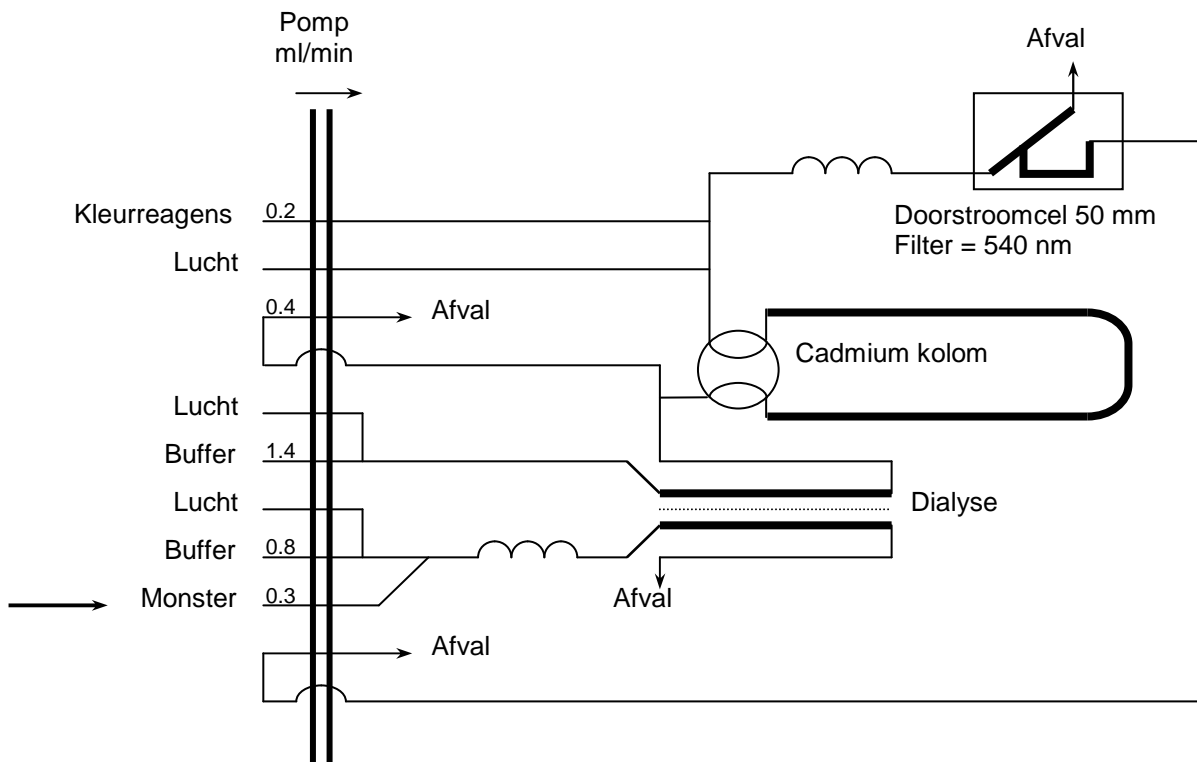 Pomp
ml/min
Afval
Kleurreagens 0.2
Doorstroomcel 50 mm
Filter = 540 nm
Lucht
0.4 Afval
Cadmium kolom
Lucht
Buffer 1.4
Lucht
Dialyse
Buffer 0.8
Monster 0.3
Afval
Afval